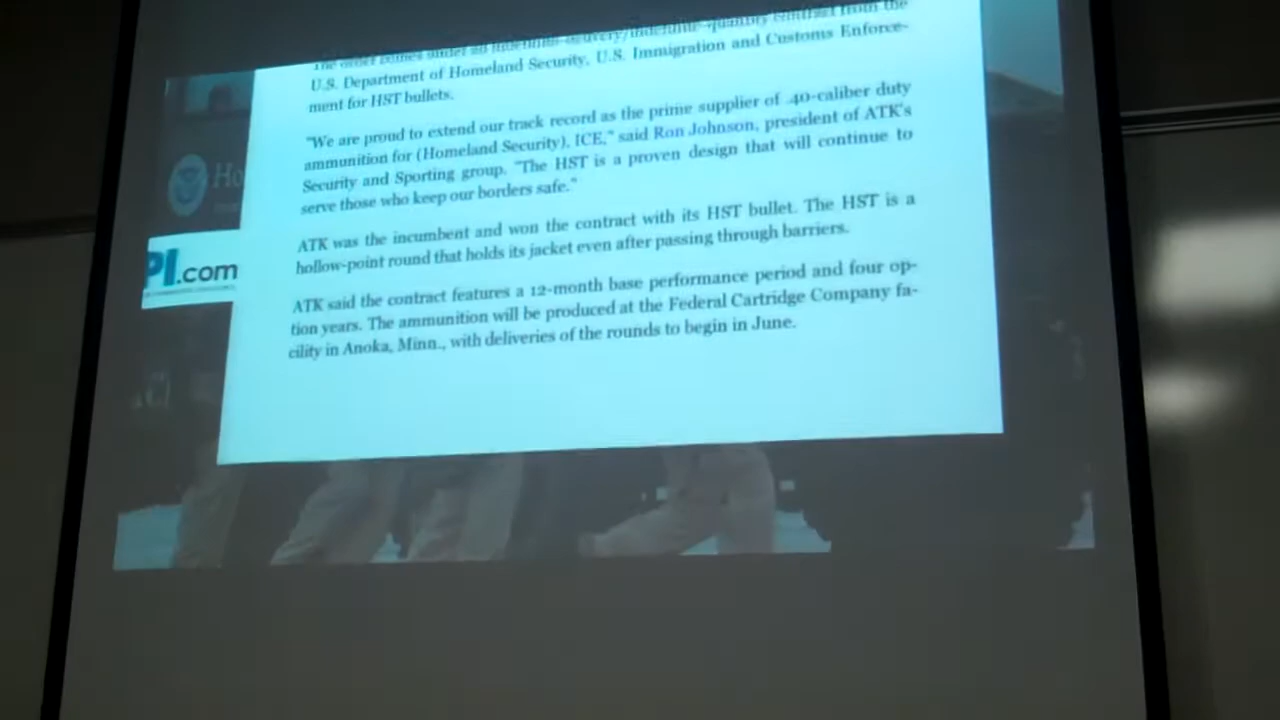 The order comes under an indefinite-delivery/indefinite-quantity contract from the
U.S. Department of Homeland Security, U.S. Immigration and Customs Enforce-
ment for HST bullets.
"We are proud to extend our track record as the prime supplier of .40-caliber duty
ammunition for (Homeland Security), ICE," said Ron Johnson, president of ATK's
Security and Sporting group. "The HST is a proven design that will continue to
serve those who keep our borders safe."
Ho
PI.com
ATK was the incumbent and won the contract with its HST bullet. The HST is a
hollow-point round that holds its jacket even after passing through barriers.
ATK said the contract features a 12-month base performance period and four op-
tion years. The ammunition will be produced at the Federal Cartridge Company fa-
cility in Anoka, Minn., with deliveries of the rounds to begin in June.